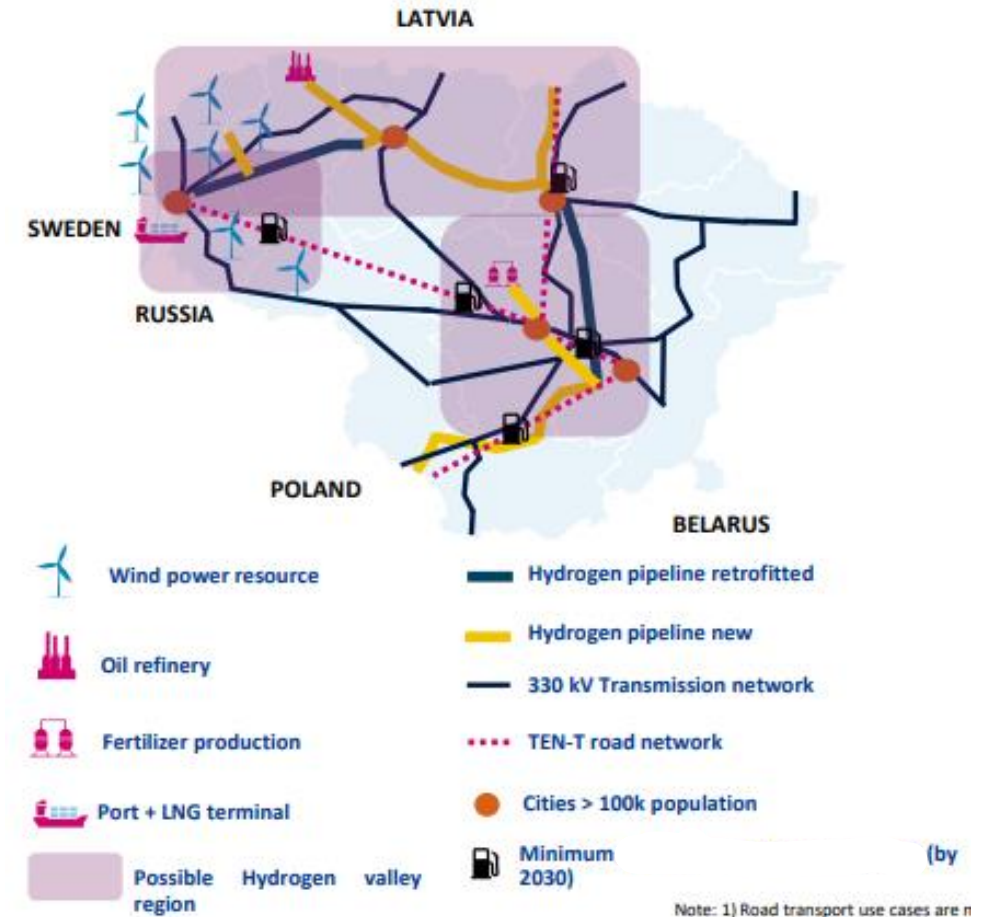 LATVIA
SWEDEN
RUSSIA
POLAND
BELARUS
Wind power resource
Hydrogen pipeline retrofitted
Oil refinery
Hydrogen pipeline new
330 kV Transmission network
Fertilizer production
TEN-T road network
Port + LNG terminal
Cities > 100k population
Possible Hydrogen valley
region
Minimum (by
2030)
Note: 1) Road transport use cases are